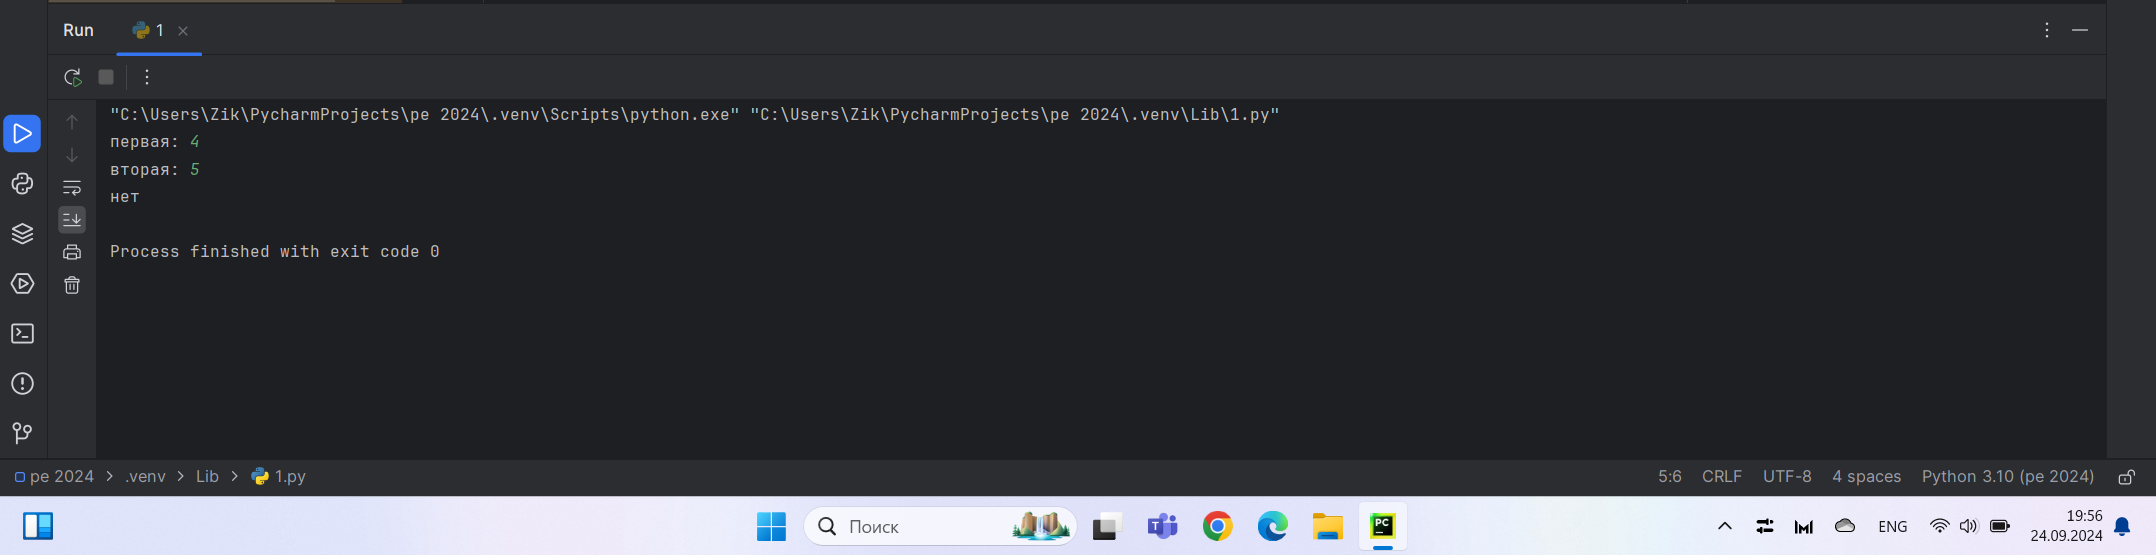 Run
1
"C:\Users\Zik\PycharmProjects\pe 2024\.venv\Scripts\python.exe" "C:\Users\Zik\PycharmProjects\pe 2024\.venv\Lib\1.py"
первая: 4
вторая: 5
нет
Process finished with exit code 0
pe 2024 > .venv > Lib > 1.py
5:6 CRLF UTF-8 4 spaces Python 3.10 (pe 2024)
Поиск
T
PC
ENG
19:56
24.09.2024